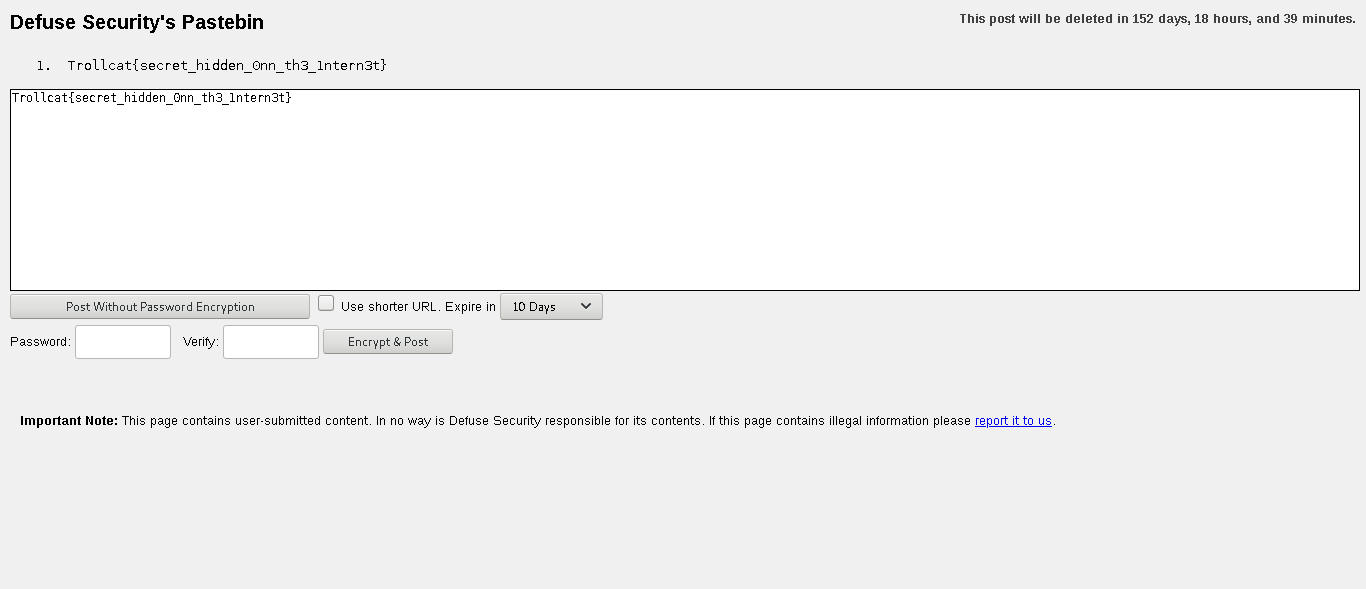 Defuse Security's Pastebin
This post will be deleted in 152 days, 18 hours, and 39 minutes.
1. Trollcat{secret_hidden_0nn_th3_1ntern3t}
Trollcat{secret_hidden_0nn_th3_1ntern3t}
Post Without Password Encryption Use shorter URL. Expire in 10 Days
Password: Verify: Encrypt & Post
Important Note: This page contains user-submitted content. In no way is Defuse Security responsible for its contents. If this page contains illegal information please report it to us.